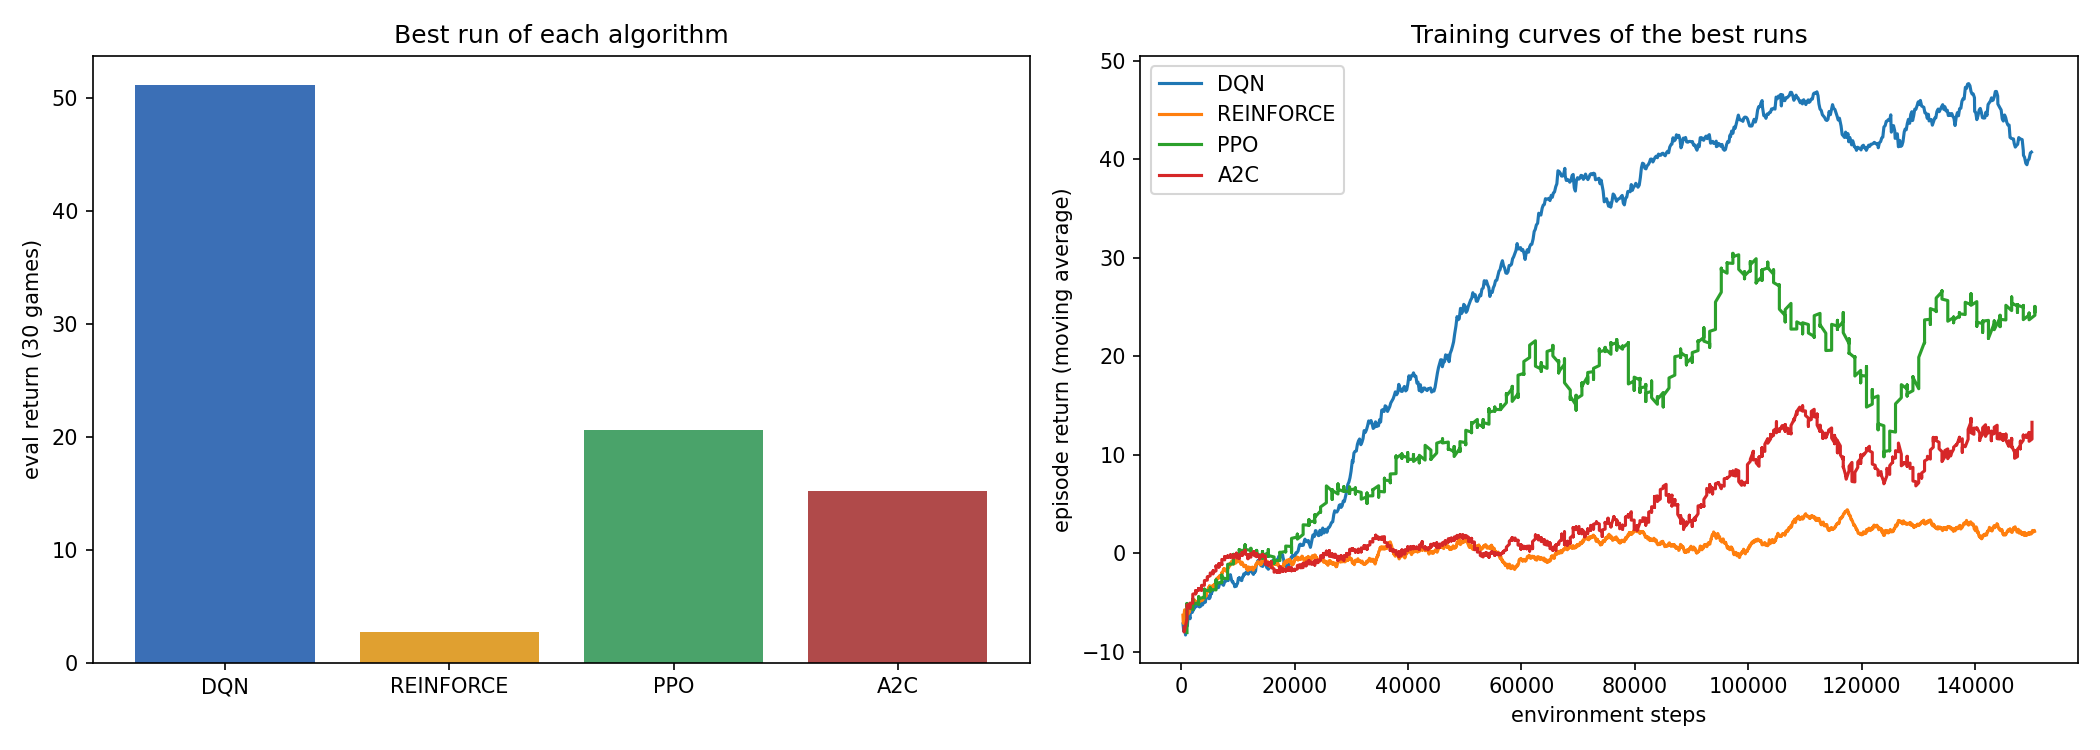 Best run of each algorithm
eval return (30 games)
50
40
30
20
10
0
DQN
REINFORCE
PPO
A2C
Training curves of the best runs
episode return (moving average)
50
40
30
20
10
0
−10
DQN
REINFORCE
PPO
A2C
0
20000
40000
60000
80000
100000
120000
140000
environment steps